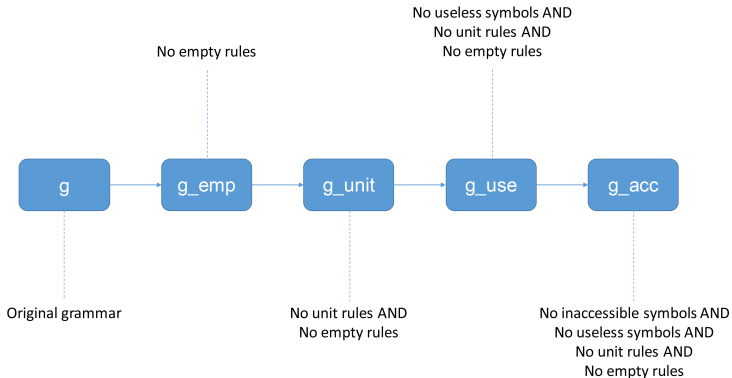 No useless symbols AND
No unit rules AND
No empty rules
No empty rules
g
g_emp
g_unit
g_use
g_acc
Original grammar
No unit rules AND
No empty rules
No inaccessible symbols AND
No useless symbols AND
No unit rules AND
No empty rules